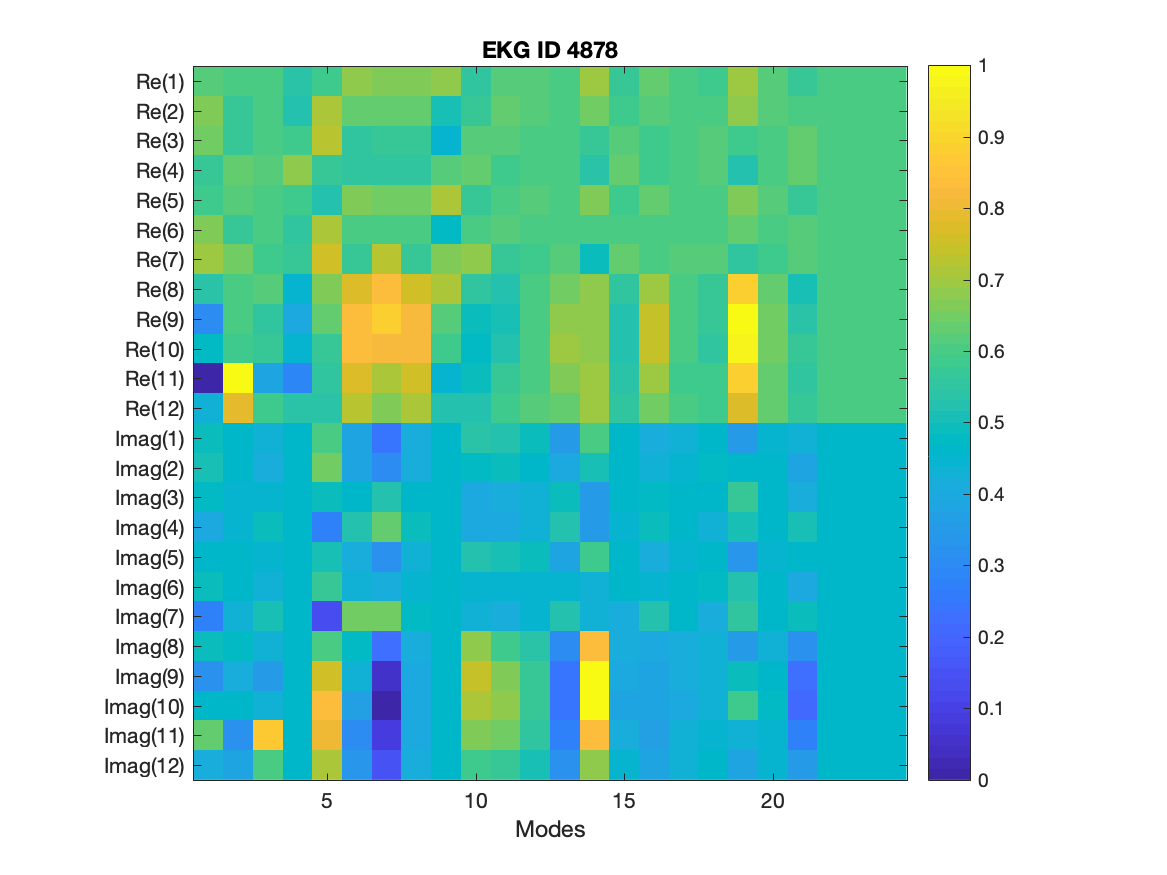 EKG ID 4878
Re(1)
Re(2)
Re(3)
Re(4)
Re(5)
Re(6)
Re(7)
Re(8)
Re(9)
Re(10)
Re(11)
Re(12)
Imag(1)
Imag(2)
Imag(3)
Imag(4)
Imag(5)
Imag(6)
Imag(7)
Imag(8)
Imag(9)
Imag(10)
Imag(11)
Imag(12)
5 10 15 20
Modes
1
0.9
0.8
0.7
0.6
0.5
0.4
0.3
0.2
0.1
0